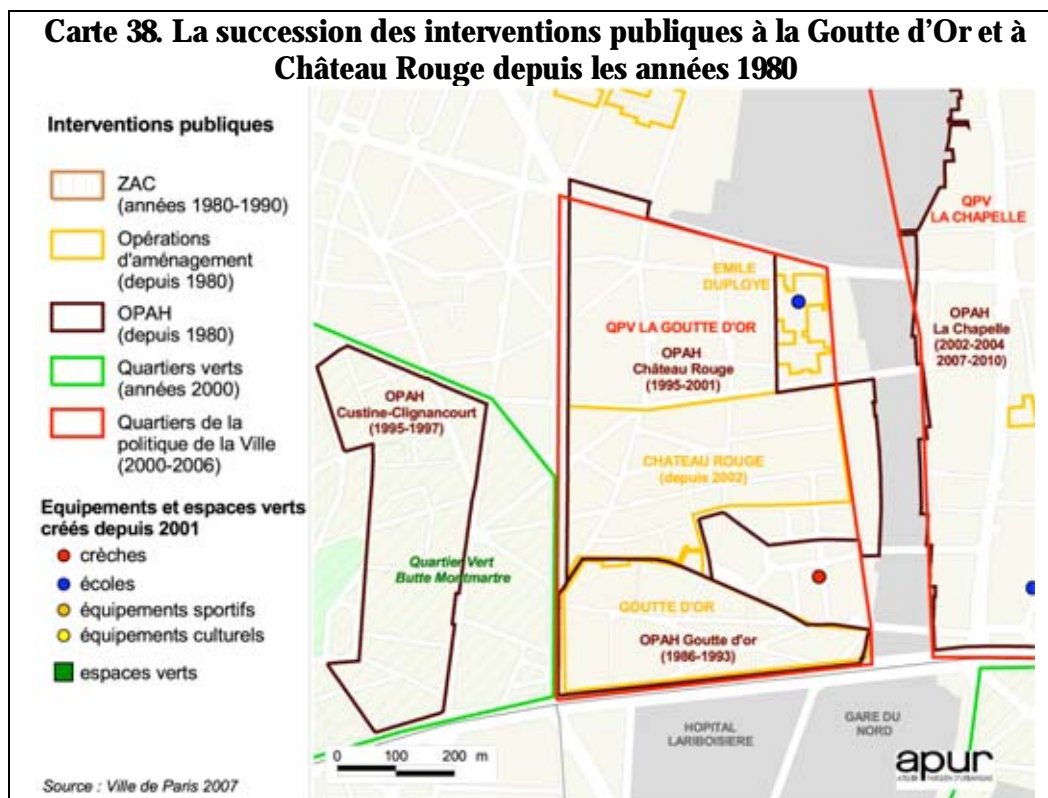 Carte 38. La succession des interventions publiques à la Goutte d'Or et à
Château Rouge depuis les années 1980
Interventions publiques
ZAC
(années 1980-1990)
Opérations
d'aménagement
(depuis 1980)
OPAH
(depuis 1980)
Quartiers verts
(années 2000)
Quartiers de la
politique de la Ville
(2000-2006)
Equipements et espaces verts
créés depuis 2001
crèches
écoles
équipements sportifs
équipements culturels
espaces verts
Source : Ville de Paris 2007
QPV
LA CHAPELLE
EMILE
DUPLOYE
QPV LA GOUTTE D'OR
OPAH
Château Rouge
(1995-2001)
OPAH
La Chapelle
(2002-2004
2007-2010)
OPAH
Custine-Clignancourt
(1995-1997)
CHATEAU ROUGE
(depuis 2002)
Quartier Vert
Butte Montmartre
GOUTTE D'OR
OPAH Goutte d'or
(1986-1993)
HOPITAL
LARIBOISIERE
GARE DU
NORD
0 100 200 m
apur